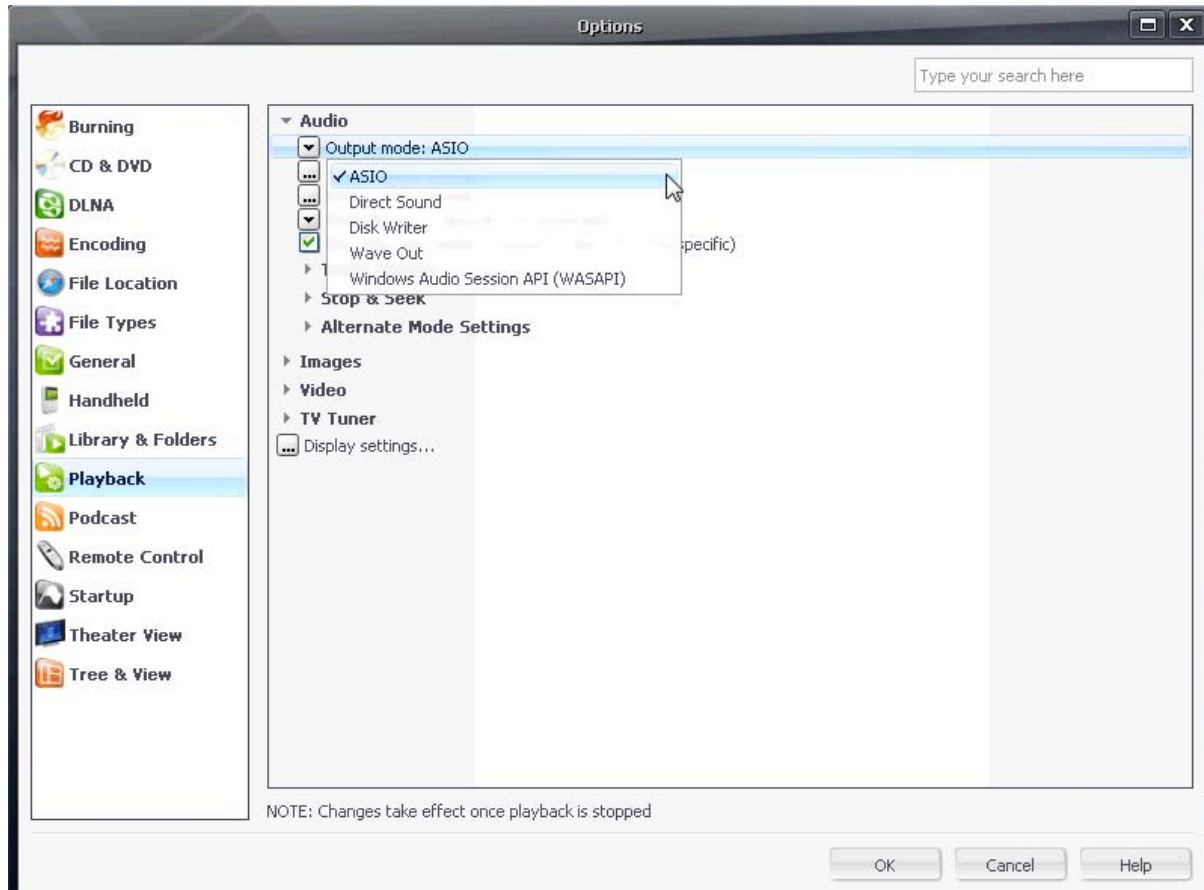 Options
Type your search here
Burning
CD & DVD
DLNA
Encoding
File Location
File Types
General
Handheld
Library & Folders
Playback
Podcast
Remote Control
Startup
Theater View
Tree & View
Audio
Output mode: ASIO
ASIO
Direct Sound
Disk Writer
Wave Out
Windows Audio Session API (WASAPI)
Stop & Seek
Alternate Mode Settings
Images
Video
TV Tuner
Display settings...
NOTE: Changes take effect once playback is stopped
OK
Cancel
Help